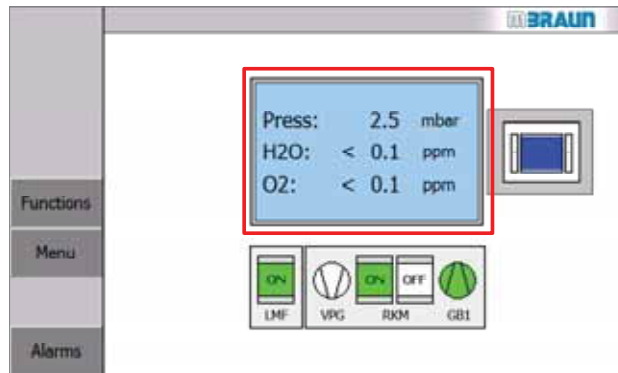 mBRAUN
Press: 2.5 mbar
H2O: < 0.1 ppm
O2: < 0.1 ppm
Functions
Menu
Alarms
ON
ON OFF
LMF VPG RKM GB1